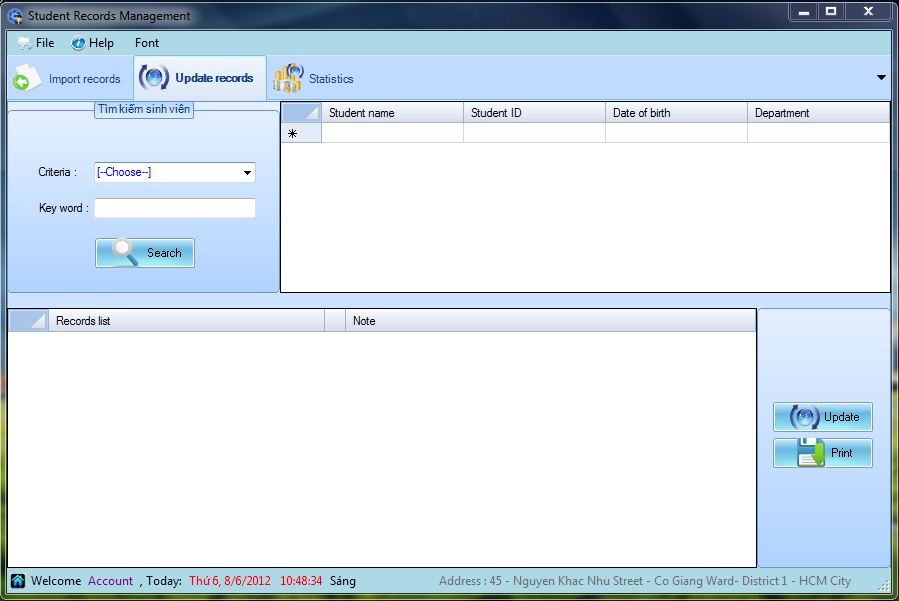 Student Records Management
File Help Font
Import records Update records Statistics
Tìm kiếm sinh viên
Student name Student ID Date of birth Department
Criteria : [--Choose--]
Key word :
Search
Records list Note
Update
Print
Welcome Account , Today: Thứ 6, 8/6/2012 10:48:34 Sáng Address : 45 - Nguyen Khac Nhu Street - Co Giang Ward- District 1 - HCM City